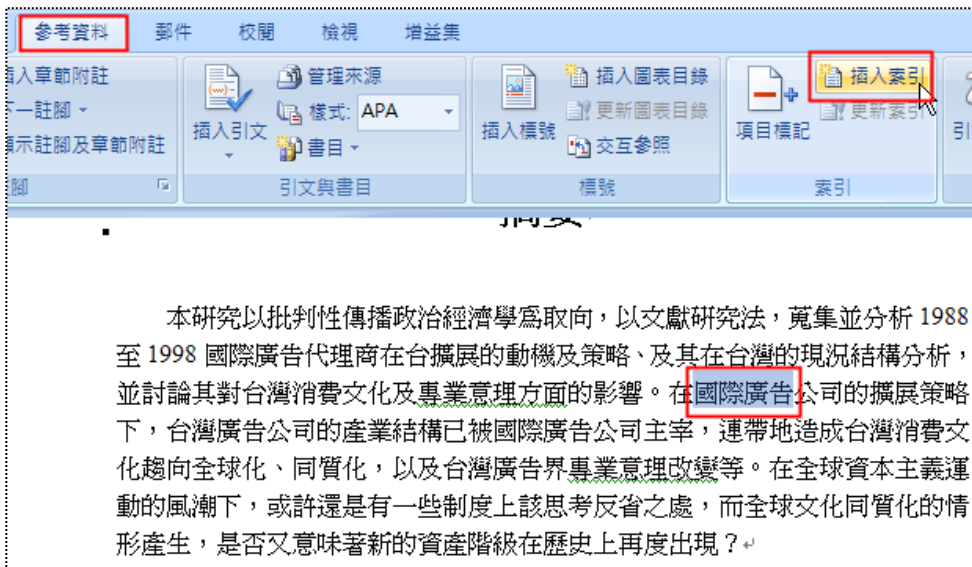 參考資料 郵件 校閱 檢視 增益集
插入章節附註 管理來源 插入圖表目錄 插入索引
下一註腳 樣式: APA 更新圖表目錄 更新索引
插入引文 插入標號 項目標記
顯示註腳及章節附註 書目 交互參照
引文與書目 標號 索引
摘要
本研究以批判性傳播政治經濟學為取向,以文獻研究法,蒐集並分析 1988
至 1998 國際廣告代理商在台擴展的動機及策略、及其在台灣的現況結構分析,
並討論其對台灣消費文化及專業意理方面的影響。在國際廣告公司的擴展策略
下,台灣廣告公司的產業結構已被國際廣告公司主宰,連帶地造成台灣消費文
化趨向全球化、同質化,以及台灣廣告界專業意理改變等。在全球資本主義運
動的風潮下,或許還是有一些制度上該思考反省之處,而全球文化同質化的情
形產生,是否又意味著新的資產階級在歷史上再度出現?